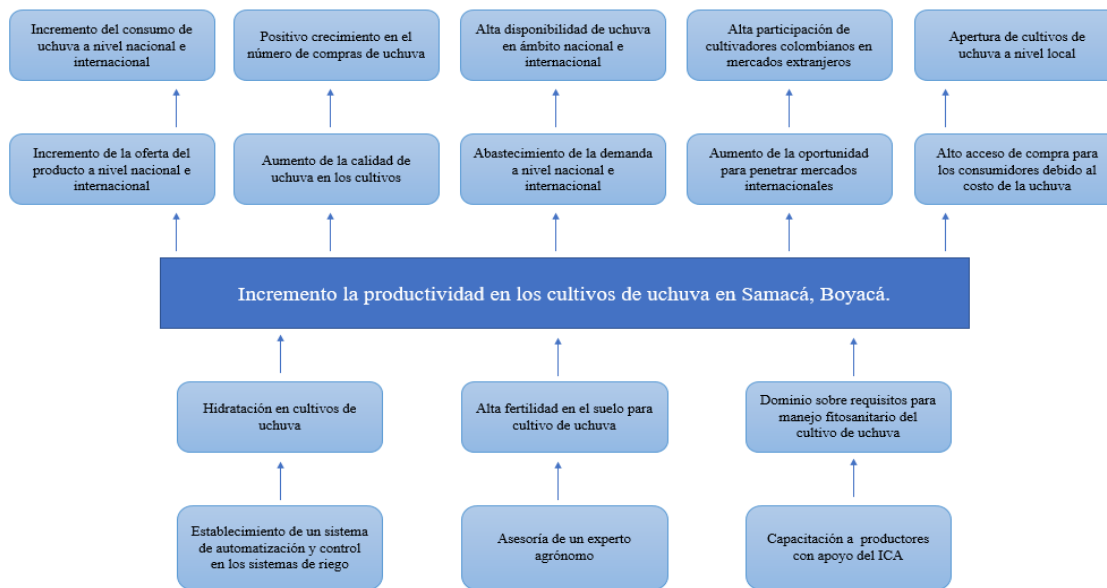 Incremento del consumo de
uchuva a nivel nacional e
internacional
Positivo crecimiento en el
número de compras de uchuva
Alta disponibilidad de uchuva
en ámbito nacional e
internacional
Alta participación de
cultivadores colombianos en
mercados extranjeros
Apertura de cultivos de
uchuva a nivel local
Incremento de la oferta del
producto a nivel nacional e
internacional
Aumento de la calidad de
uchuva en los cultivos
Abastecimiento de la demanda
a nivel nacional e
internacional
Aumento de la oportunidad
para penetrar mercados
internacionales
Alto acceso de compra para
los consumidores debido al
costo de la uchuva
Incremento la productividad en los cultivos de uchuva en Samacá, Boyacá.
Hidratación en cultivos de
uchuva
Alta fertilidad en el suelo para
cultivo de uchuva
Dominio sobre requisitos para
manejo fitosanitario del
cultivo de uchuva
Establecimiento de un sistema
de automatización y control
en los sistemas de riego
Asesoría de un experto
agrónomo
Capacitación a productores
con apoyo del ICA